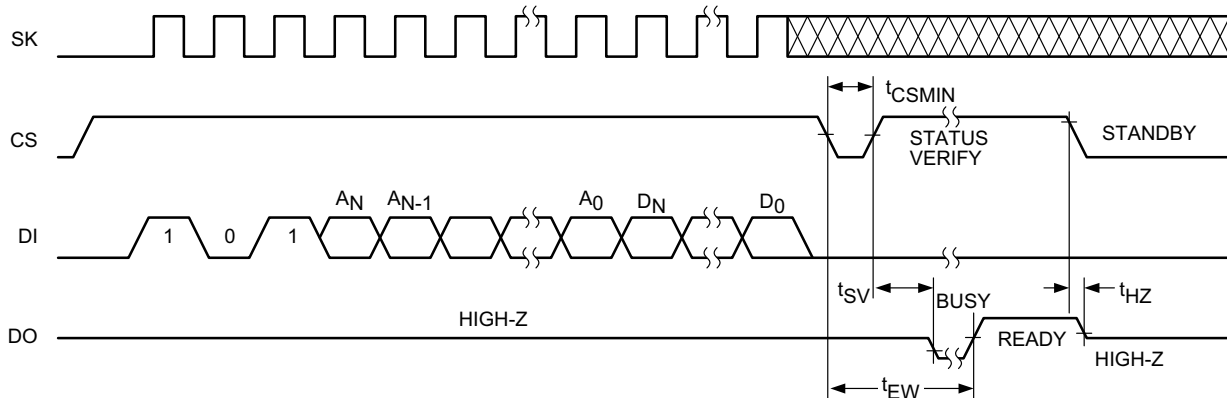 SK
tCSMIN
CS
STATUS
VERIFY
STANDBY
AN AN-1 A0 DN D0
DI
1 0 1
tSV
BUSY
tHZ
HIGH-Z
DO
READY
HIGH-Z
tEW